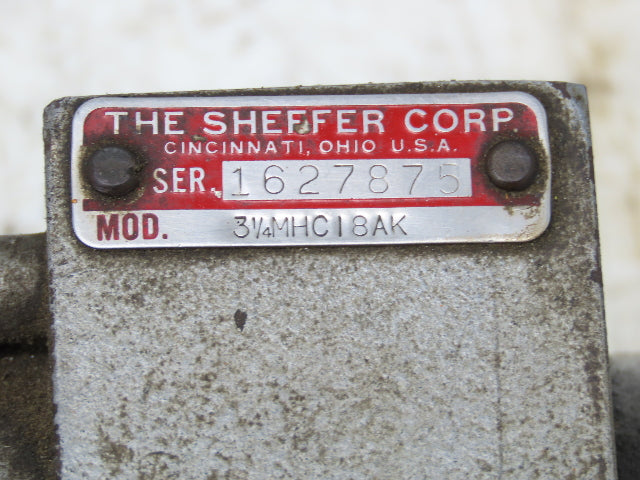 THE SHEFFER CORP.
CINCINNATI, OHIO U.S.A.
SER. 1627875
MOD. 3¼MHC18AK